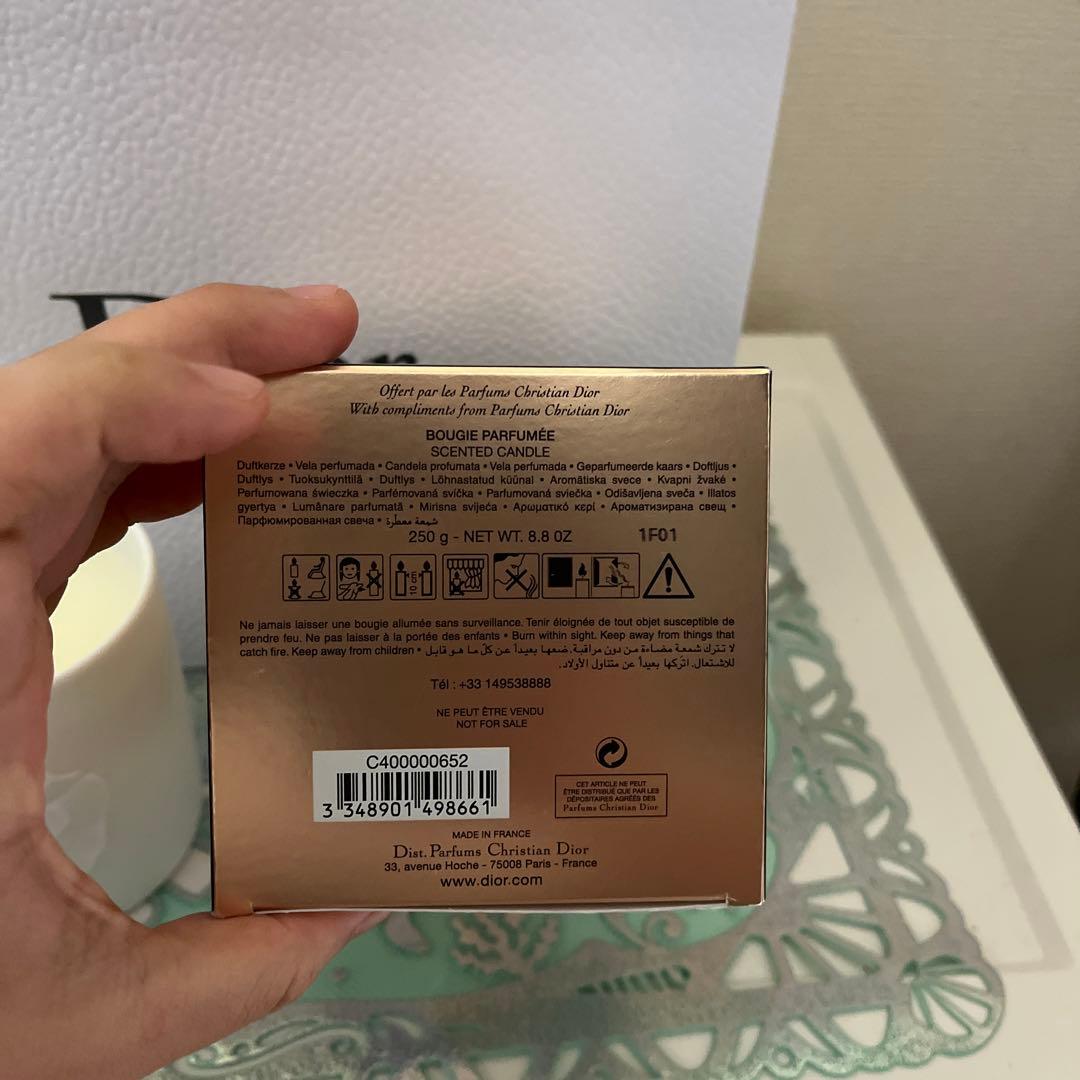 Offert par les Parfums Christian Dior
With compliments from Parfums Christian Dior
BOUGIE PARFUMÉE
SCENTED CANDLE
Duftkerze • Vela perfumada • Candela profumata • Vela perfumada • Geparfumeerde kaars • Doftljus •
Duftlys • Tuoksukynttilä • Duftlys • Lõhnastatud küünal • Aromātiska svece • Kvapni žvakė •
Perfumowana świeczka • Parfémovaná svíčka • Parfumovaná sviečka • Odišavljena sveča • Illatos
gyertya • Lumânare parfumată • Mirisna svijeća • Αρωματικό κερί • Ароматизирана свещ •
Парфюмированная свеча • شمعة معطّرة
250 g - NET WT. 8.8 OZ
1F01
10 cm
Ne jamais laisser une bougie allumée sans surveillance. Tenir éloignée de tout objet susceptible de
prendre feu. Ne pas laisser à la portée des enfants • Burn within sight. Keep away from things that
catch fire. Keep away from children • لا تترك شمعة مضاءة من دون مراقبة. ضعها بعيداً عن كلّ ما هو قابل
للاشتعال. اتركها بعيداً عن متناول الأولاد.
Tél : +33 149538888
NE PEUT ÊTRE VENDU
NOT FOR SALE
C400000652
3 348901 498661
CET ARTICLE NE PEUT
ÊTRE DISTRIBUÉ QUE PAR LES
DÉPOSITAIRES AGRÉÉS DES
Parfums Christian Dior
MADE IN FRANCE
Dist. Parfums Christian Dior
33, avenue Hoche - 75008 Paris - France
www.dior.com